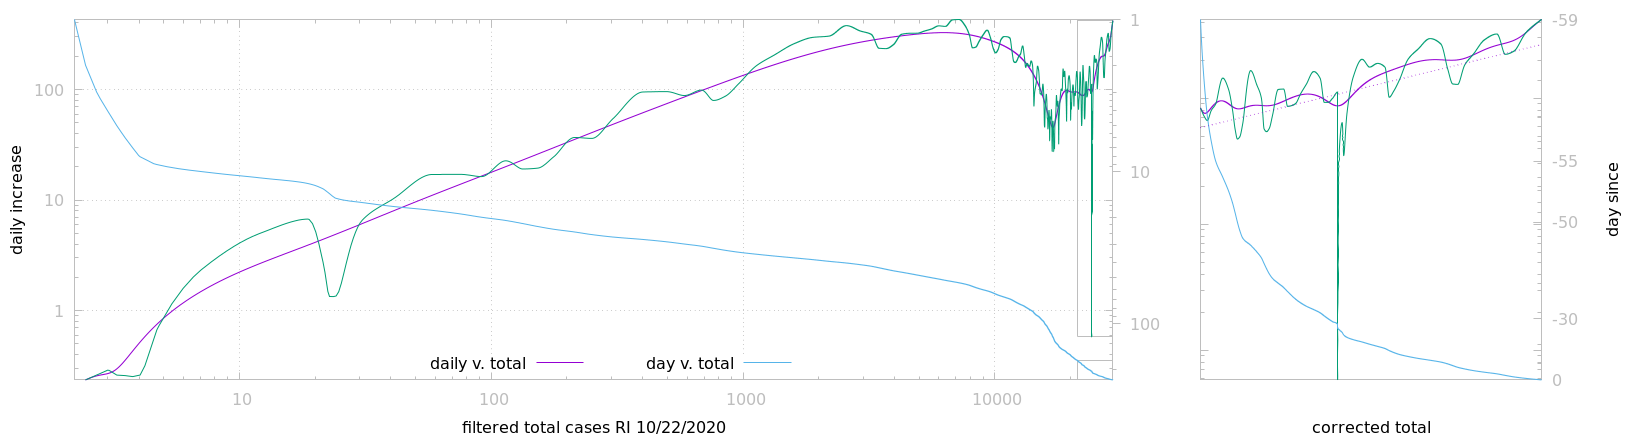 daily increase
100
10
1
1
10
100
daily v. total
day v. total
10
100
1000
10000
filtered total cases RI 10/22/2020
-59
-55
-50
-30
0
day since
corrected total